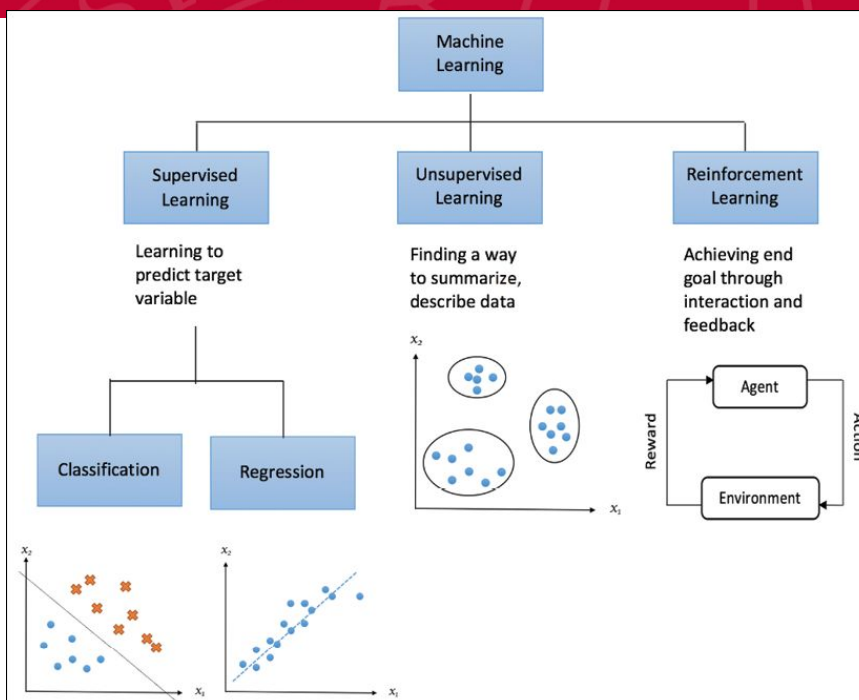 Machine
Learning
Supervised
Learning
Unsupervised
Learning
Reinforcement
Learning
Learning to
predict target
variable
Finding a way
to summarize,
describe data
Achieving end
goal through
interaction and
feedback
x₂
x₁
Agent
Reward
Action
Environment
Classification
Regression
x₂
x₁
x₂
x₁